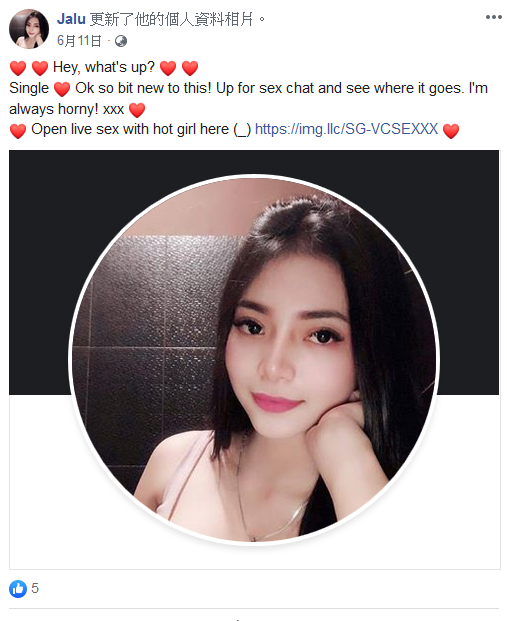 Jalu 更新了他的個人資料相片。
6月11日 ·
Hey, what's up?
Single ❤ Ok so bit new to this! Up for sex chat and see where it goes. I'm
always horny! xxx ❤
❤ Open live sex with hot girl here (_) https://img.llc/SG-VCSEXXX ❤
5